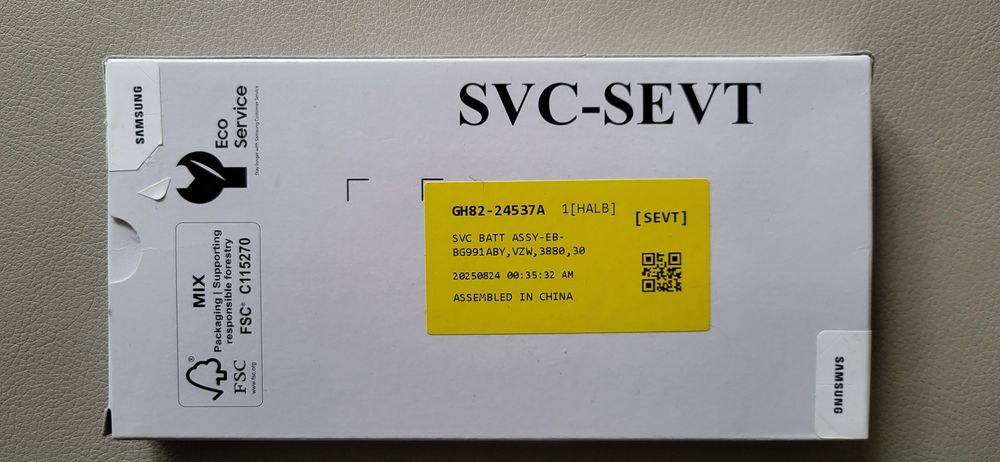 SVC-SEVT
SAMSUNG
Eco
Service
Stay longer with Samsung Customer Service
GH82-24537A 1[HALB]
[SEVT]
SVC BATT ASSY-EB-
BG991ABY,VZW,3880,30
20250824 00:35:32 AM
ASSEMBLED IN CHINA
MIX
Packaging | Supporting
responsible forestry
FSC® C115270
®
FSC
www.fsc.org
SAMSUNG